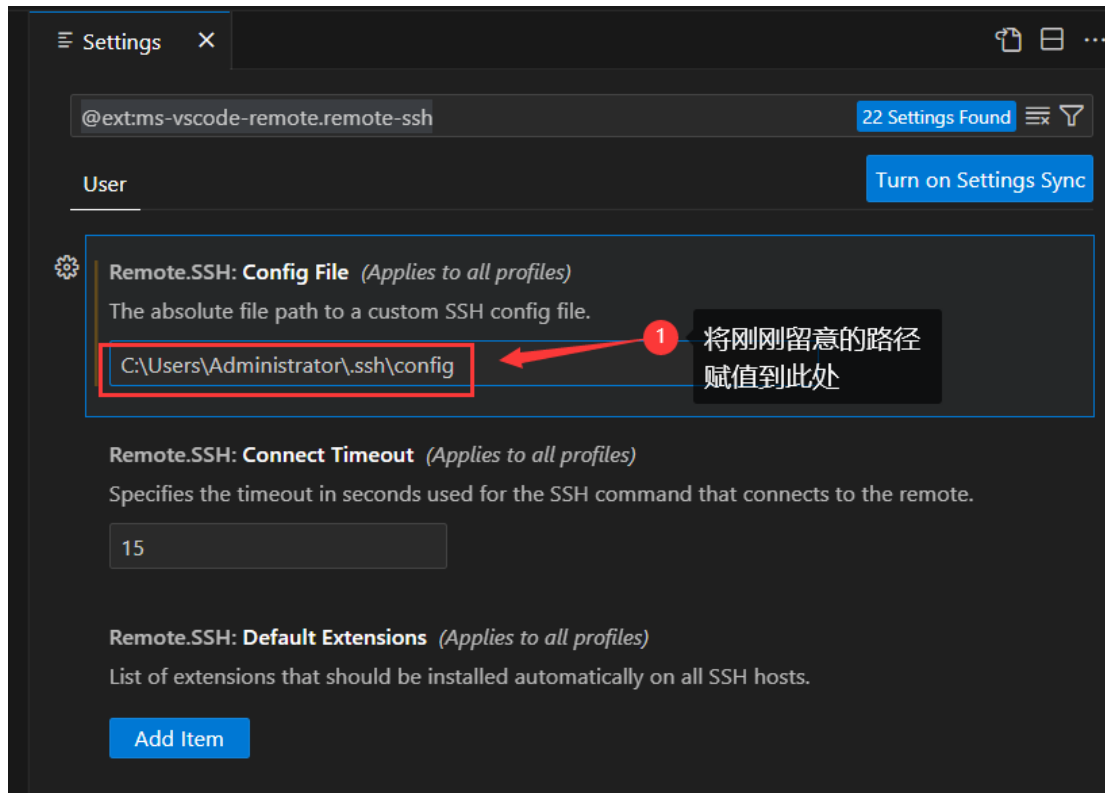 Settings
@ext:ms-vscode-remote.remote-ssh
22 Settings Found
User
Turn on Settings Sync
Remote.SSH: Config File (Applies to all profiles)
The absolute file path to a custom SSH config file.
C:\Users\Administrator\.ssh\config
1
将刚刚留意的路径
赋值到此处
Remote.SSH: Connect Timeout (Applies to all profiles)
Specifies the timeout in seconds used for the SSH command that connects to the remote.
15
Remote.SSH: Default Extensions (Applies to all profiles)
List of extensions that should be installed automatically on all SSH hosts.
Add Item